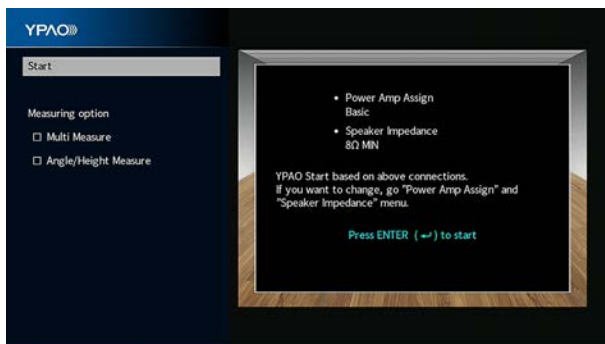 YPAO
Start
Measuring option
Multi Measure
Angle/Height Measure
• Power Amp Assign
Basic
• Speaker Impedance
8Ω MIN
YPAO Start based on above connections.
If you want to change, go "Power Amp Assign" and
"Speaker Impedance" menu.
Press ENTER ( ↵ ) to start